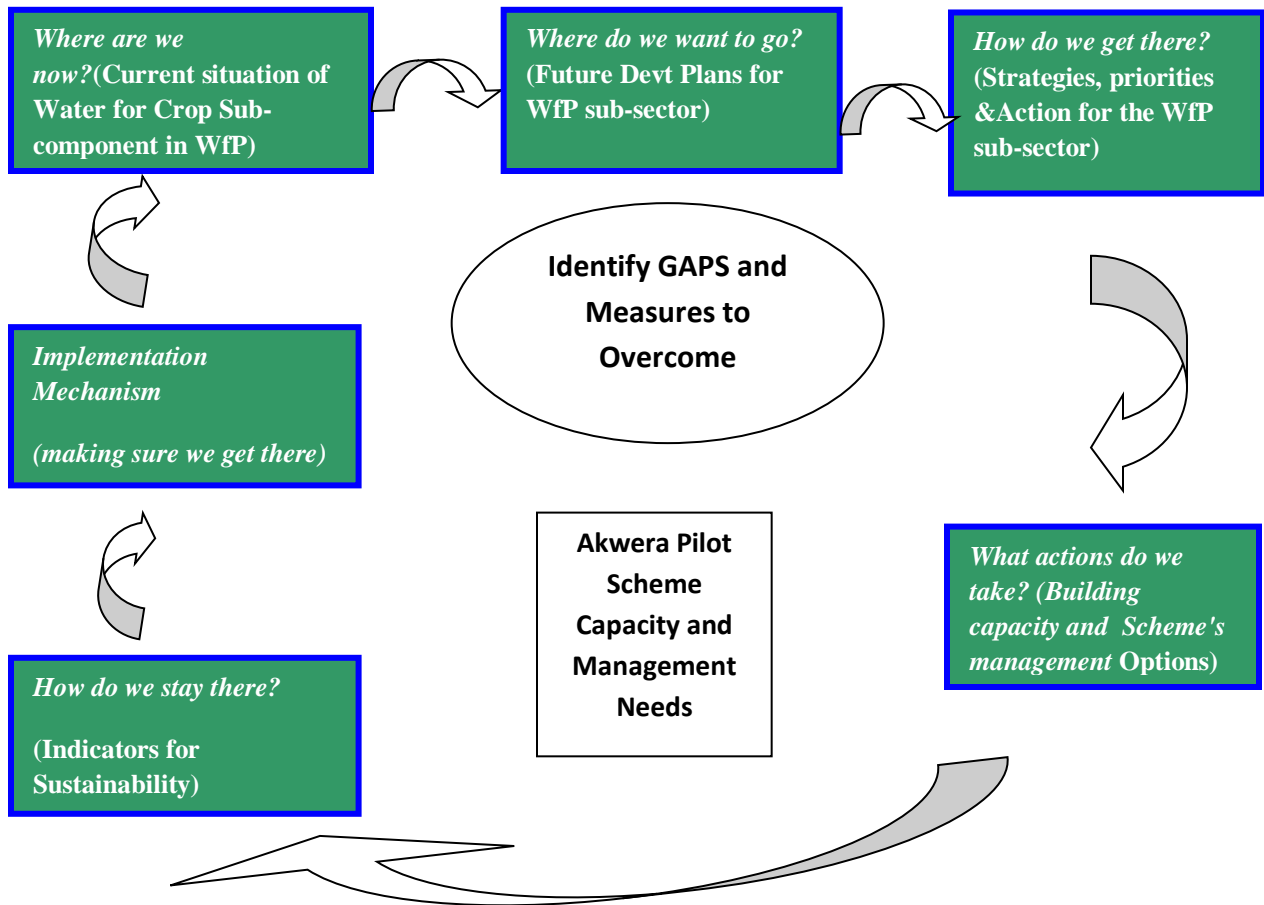 Where are we
now?(Current situation of
Water for Crop Sub-
component in WfP)
Where do we want to go?
(Future Devt Plans for
WfP sub-sector)
How do we get there?
(Strategies, priorities
&Action for the WfP
sub-sector)
Identify GAPS and
Measures to
Overcome
Implementation
Mechanism
(making sure we get there)
Akwera Pilot
Scheme
Capacity and
Management
Needs
What actions do we
take? (Building
capacity and Scheme's
management Options)
How do we stay there?
(Indicators for
Sustainability)